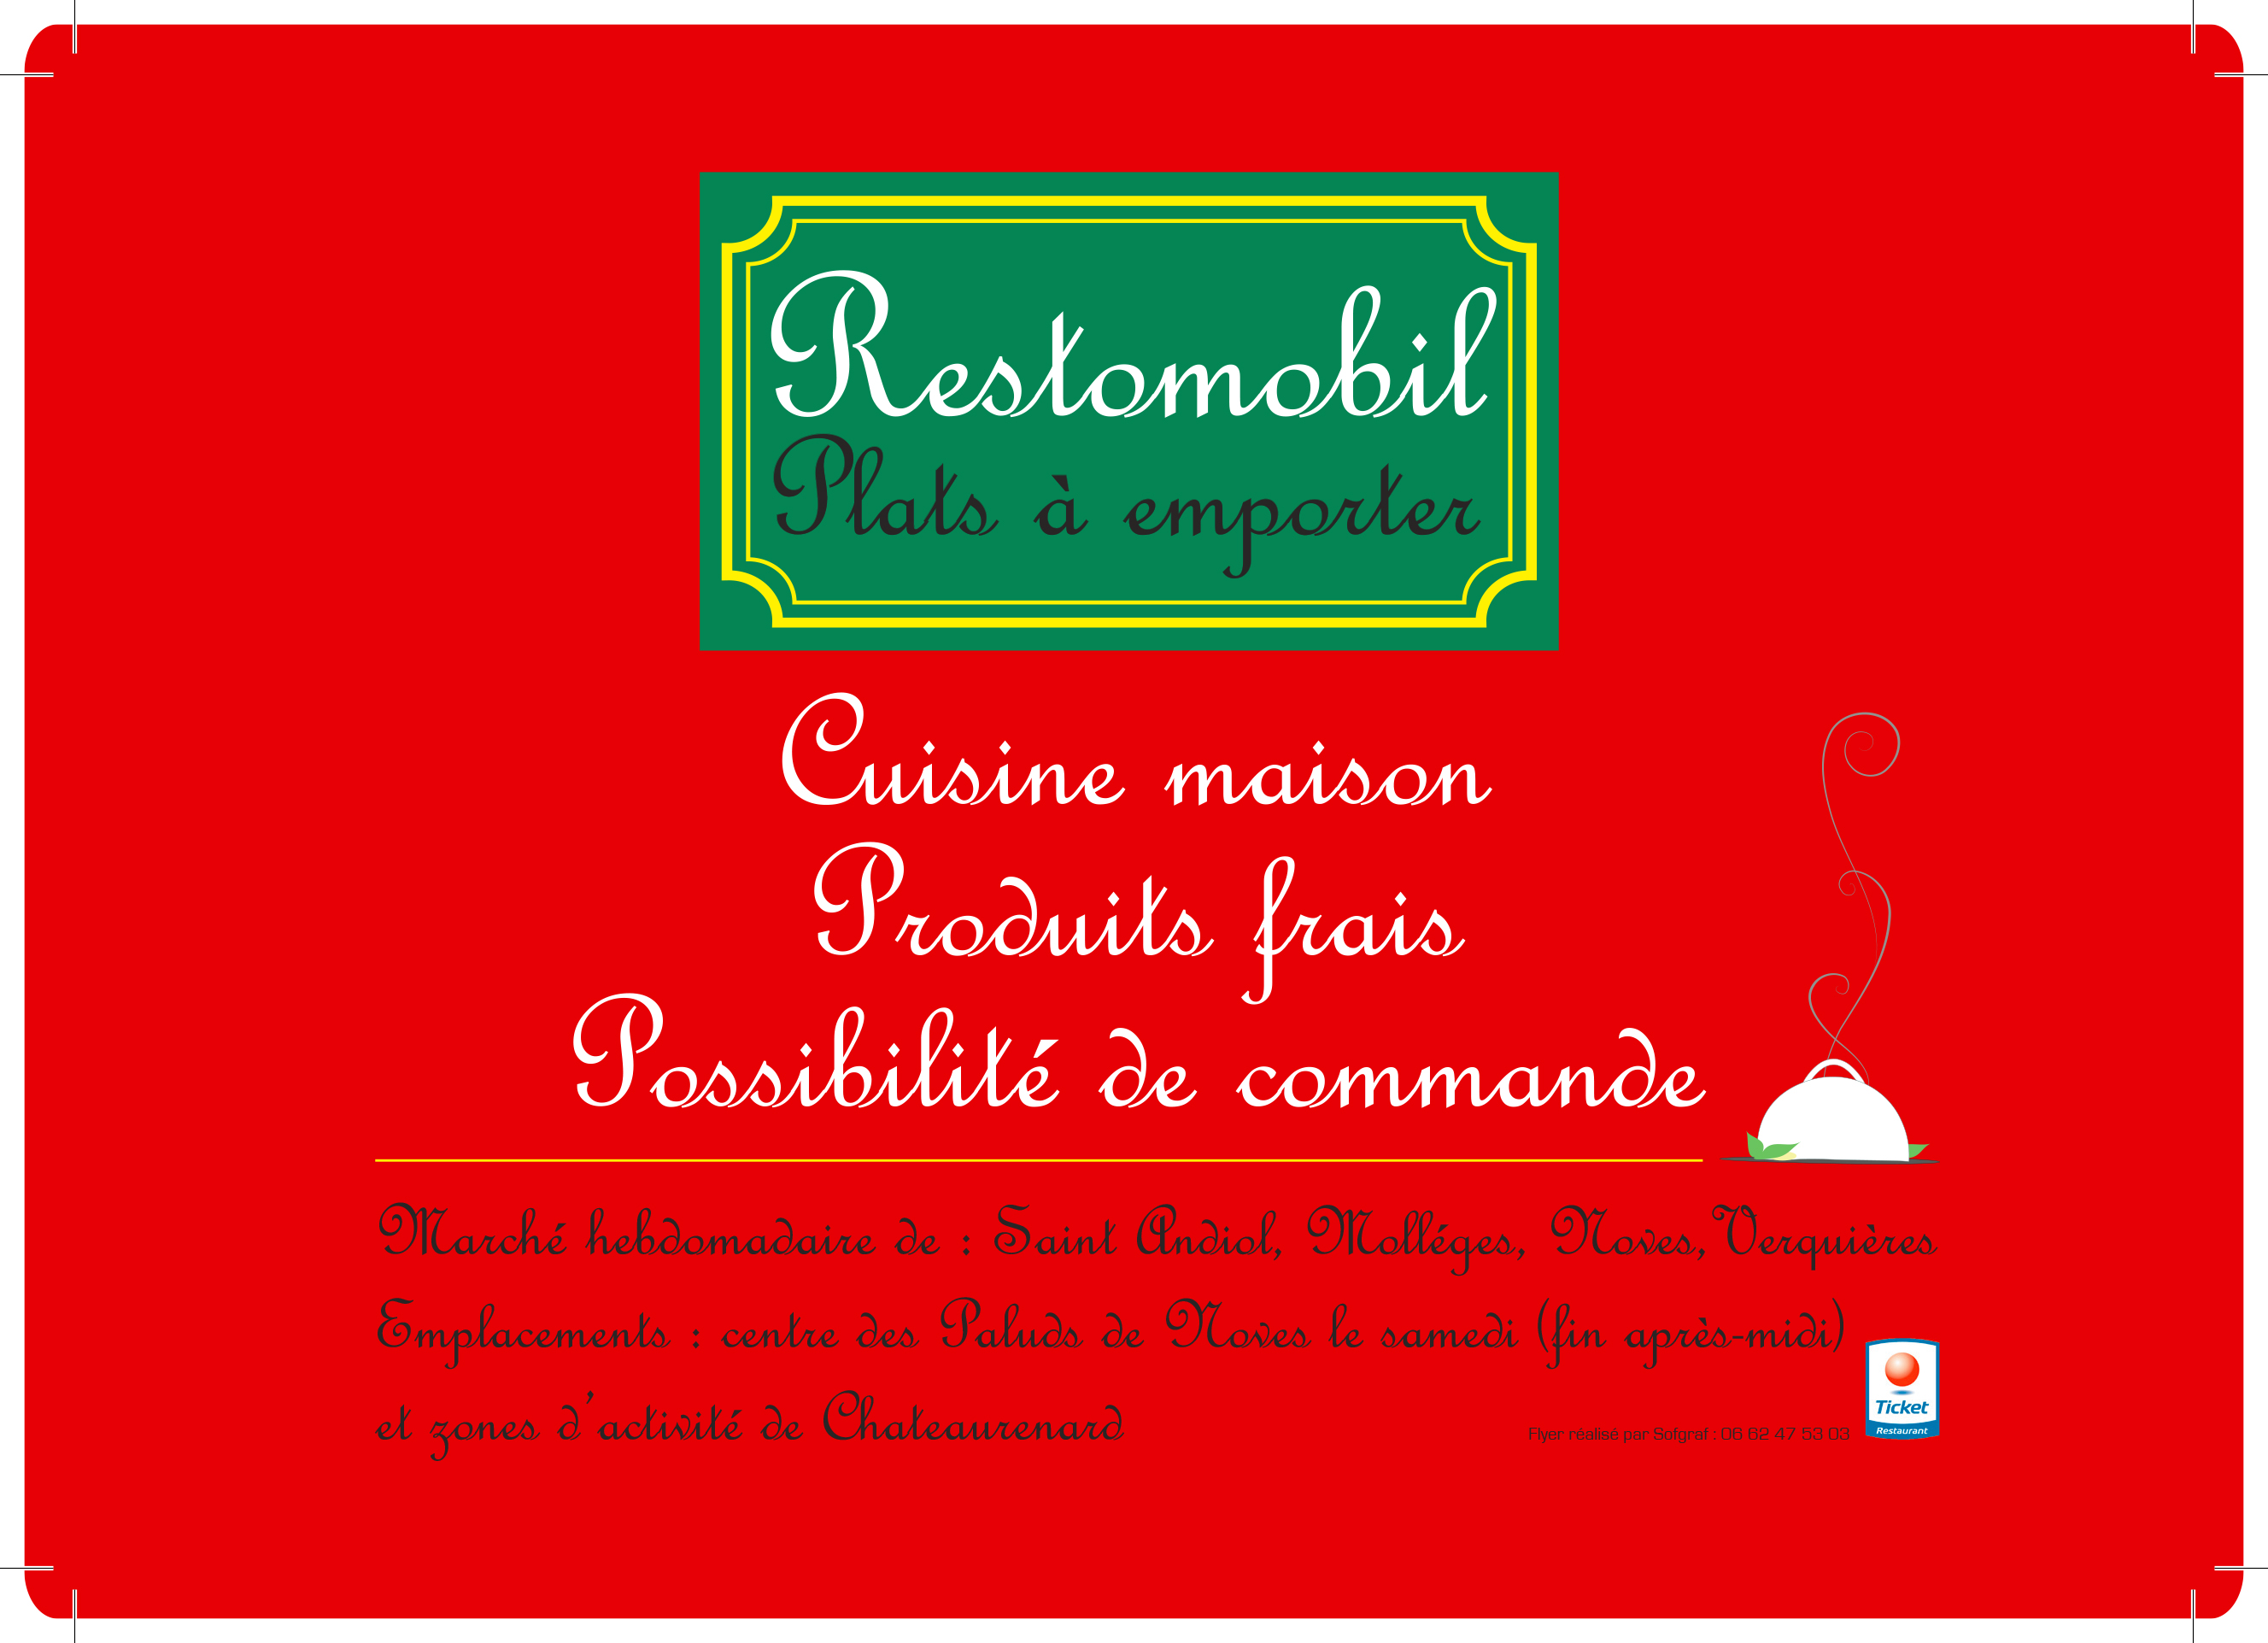 Restomobil
Plats à emporter
Cuisine maison
Produits frais
Possibilité de commande
Marché hebdomadaire de : Saint Andiol, Mollégès, Noves, Verquières
Emplacements : centre des Paluds de Noves le samedi (fin après-midi)
et zones d'activité de Chateaurenard
Flyer réalisé par Sofgraf : 06 62 47 53 03
Ticket
Restaurant